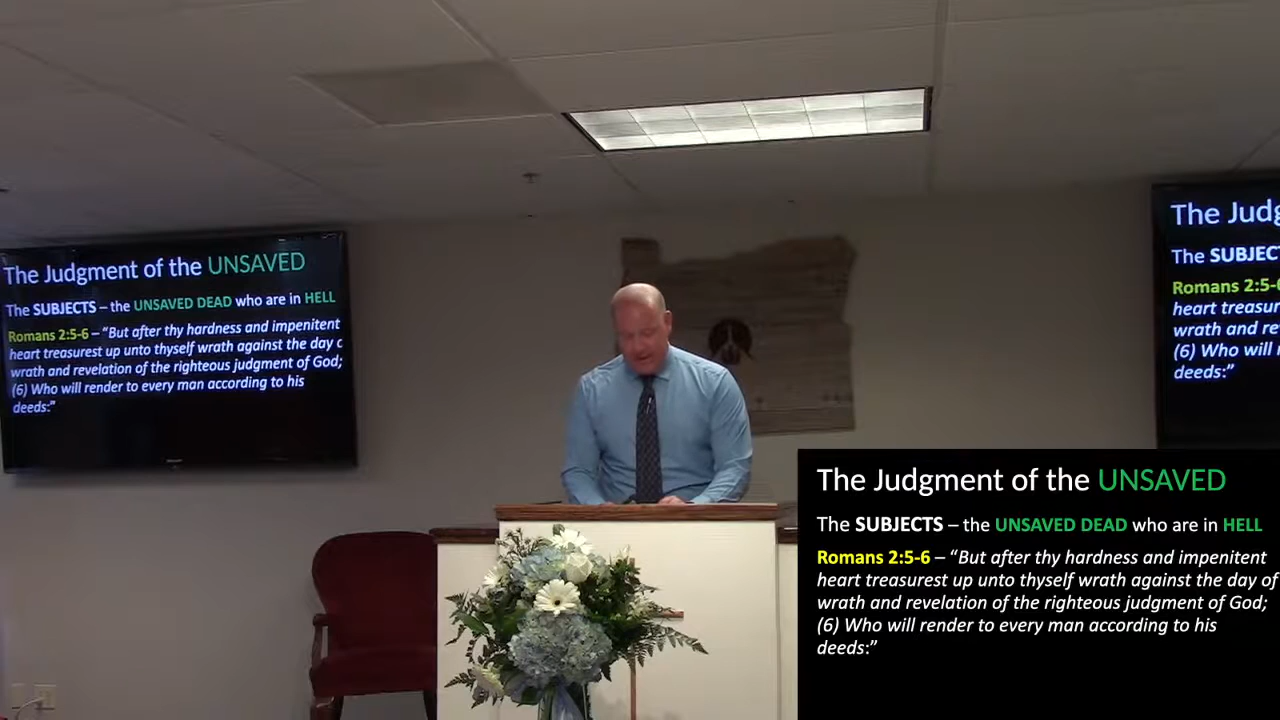 The Judgment of the UNSAVED
The SUBJECTS – the UNSAVED DEAD who are in HELL
Romans 2:5-6 – “But after thy hardness and impenitent
heart treasurest up unto thyself wrath against the day c
wrath and revelation of the righteous judgment of God;
(6) Who will render to every man according to his
deeds:”
The Judg
The SUBJEC
Romans 2:5-6
heart treasur
wrath and re
(6) Who will r
deeds:”
The Judgment of the UNSAVED
The SUBJECTS – the UNSAVED DEAD who are in HELL
Romans 2:5-6 – “But after thy hardness and impenitent
heart treasurest up unto thyself wrath against the day of
wrath and revelation of the righteous judgment of God;
(6) Who will render to every man according to his
deeds:”